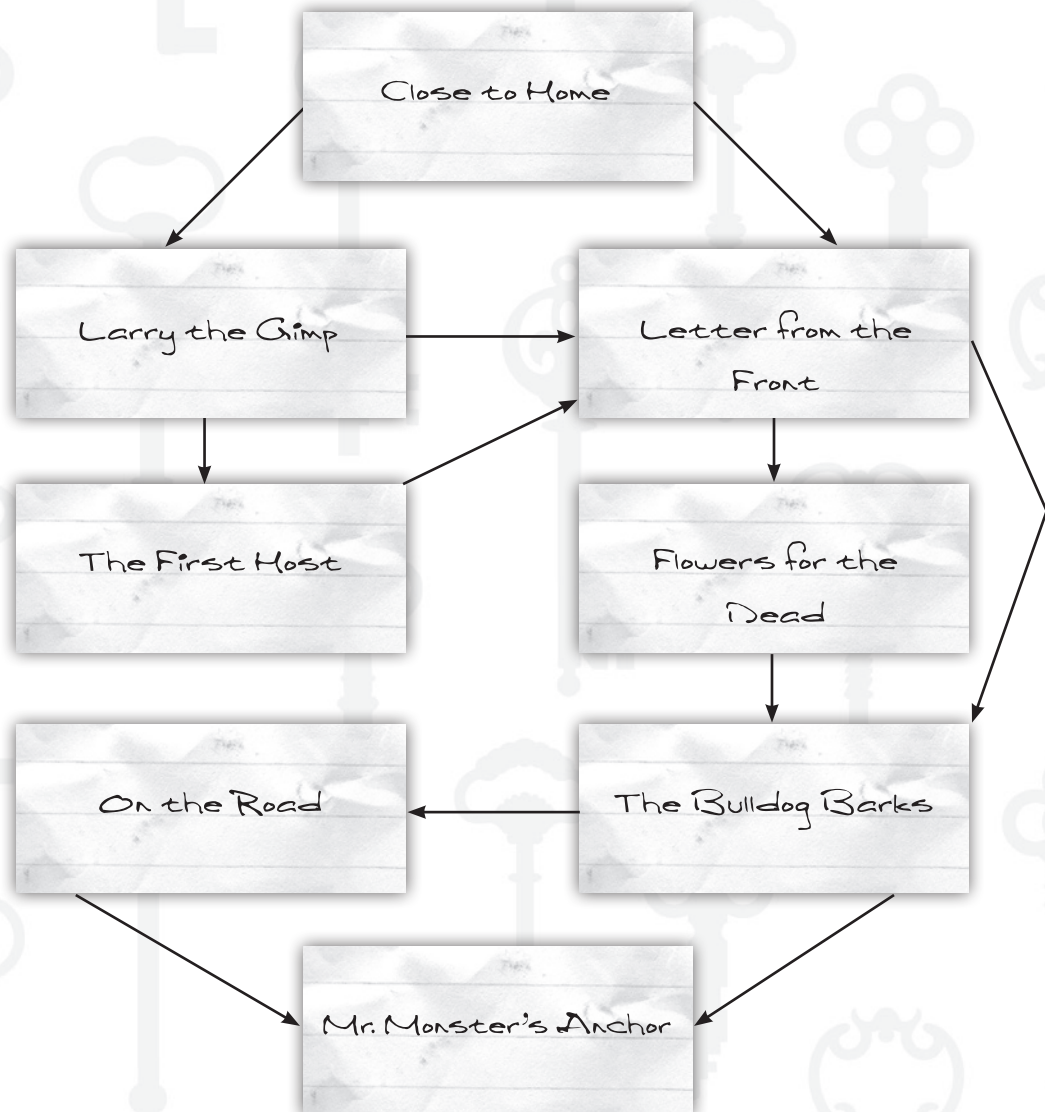 Close to Home
Larry the Gimp
Letter from the
Front
The First Host
Flowers for the
Dead
On the Road
The Bulldog Barks
Mr. Monster's Anchor